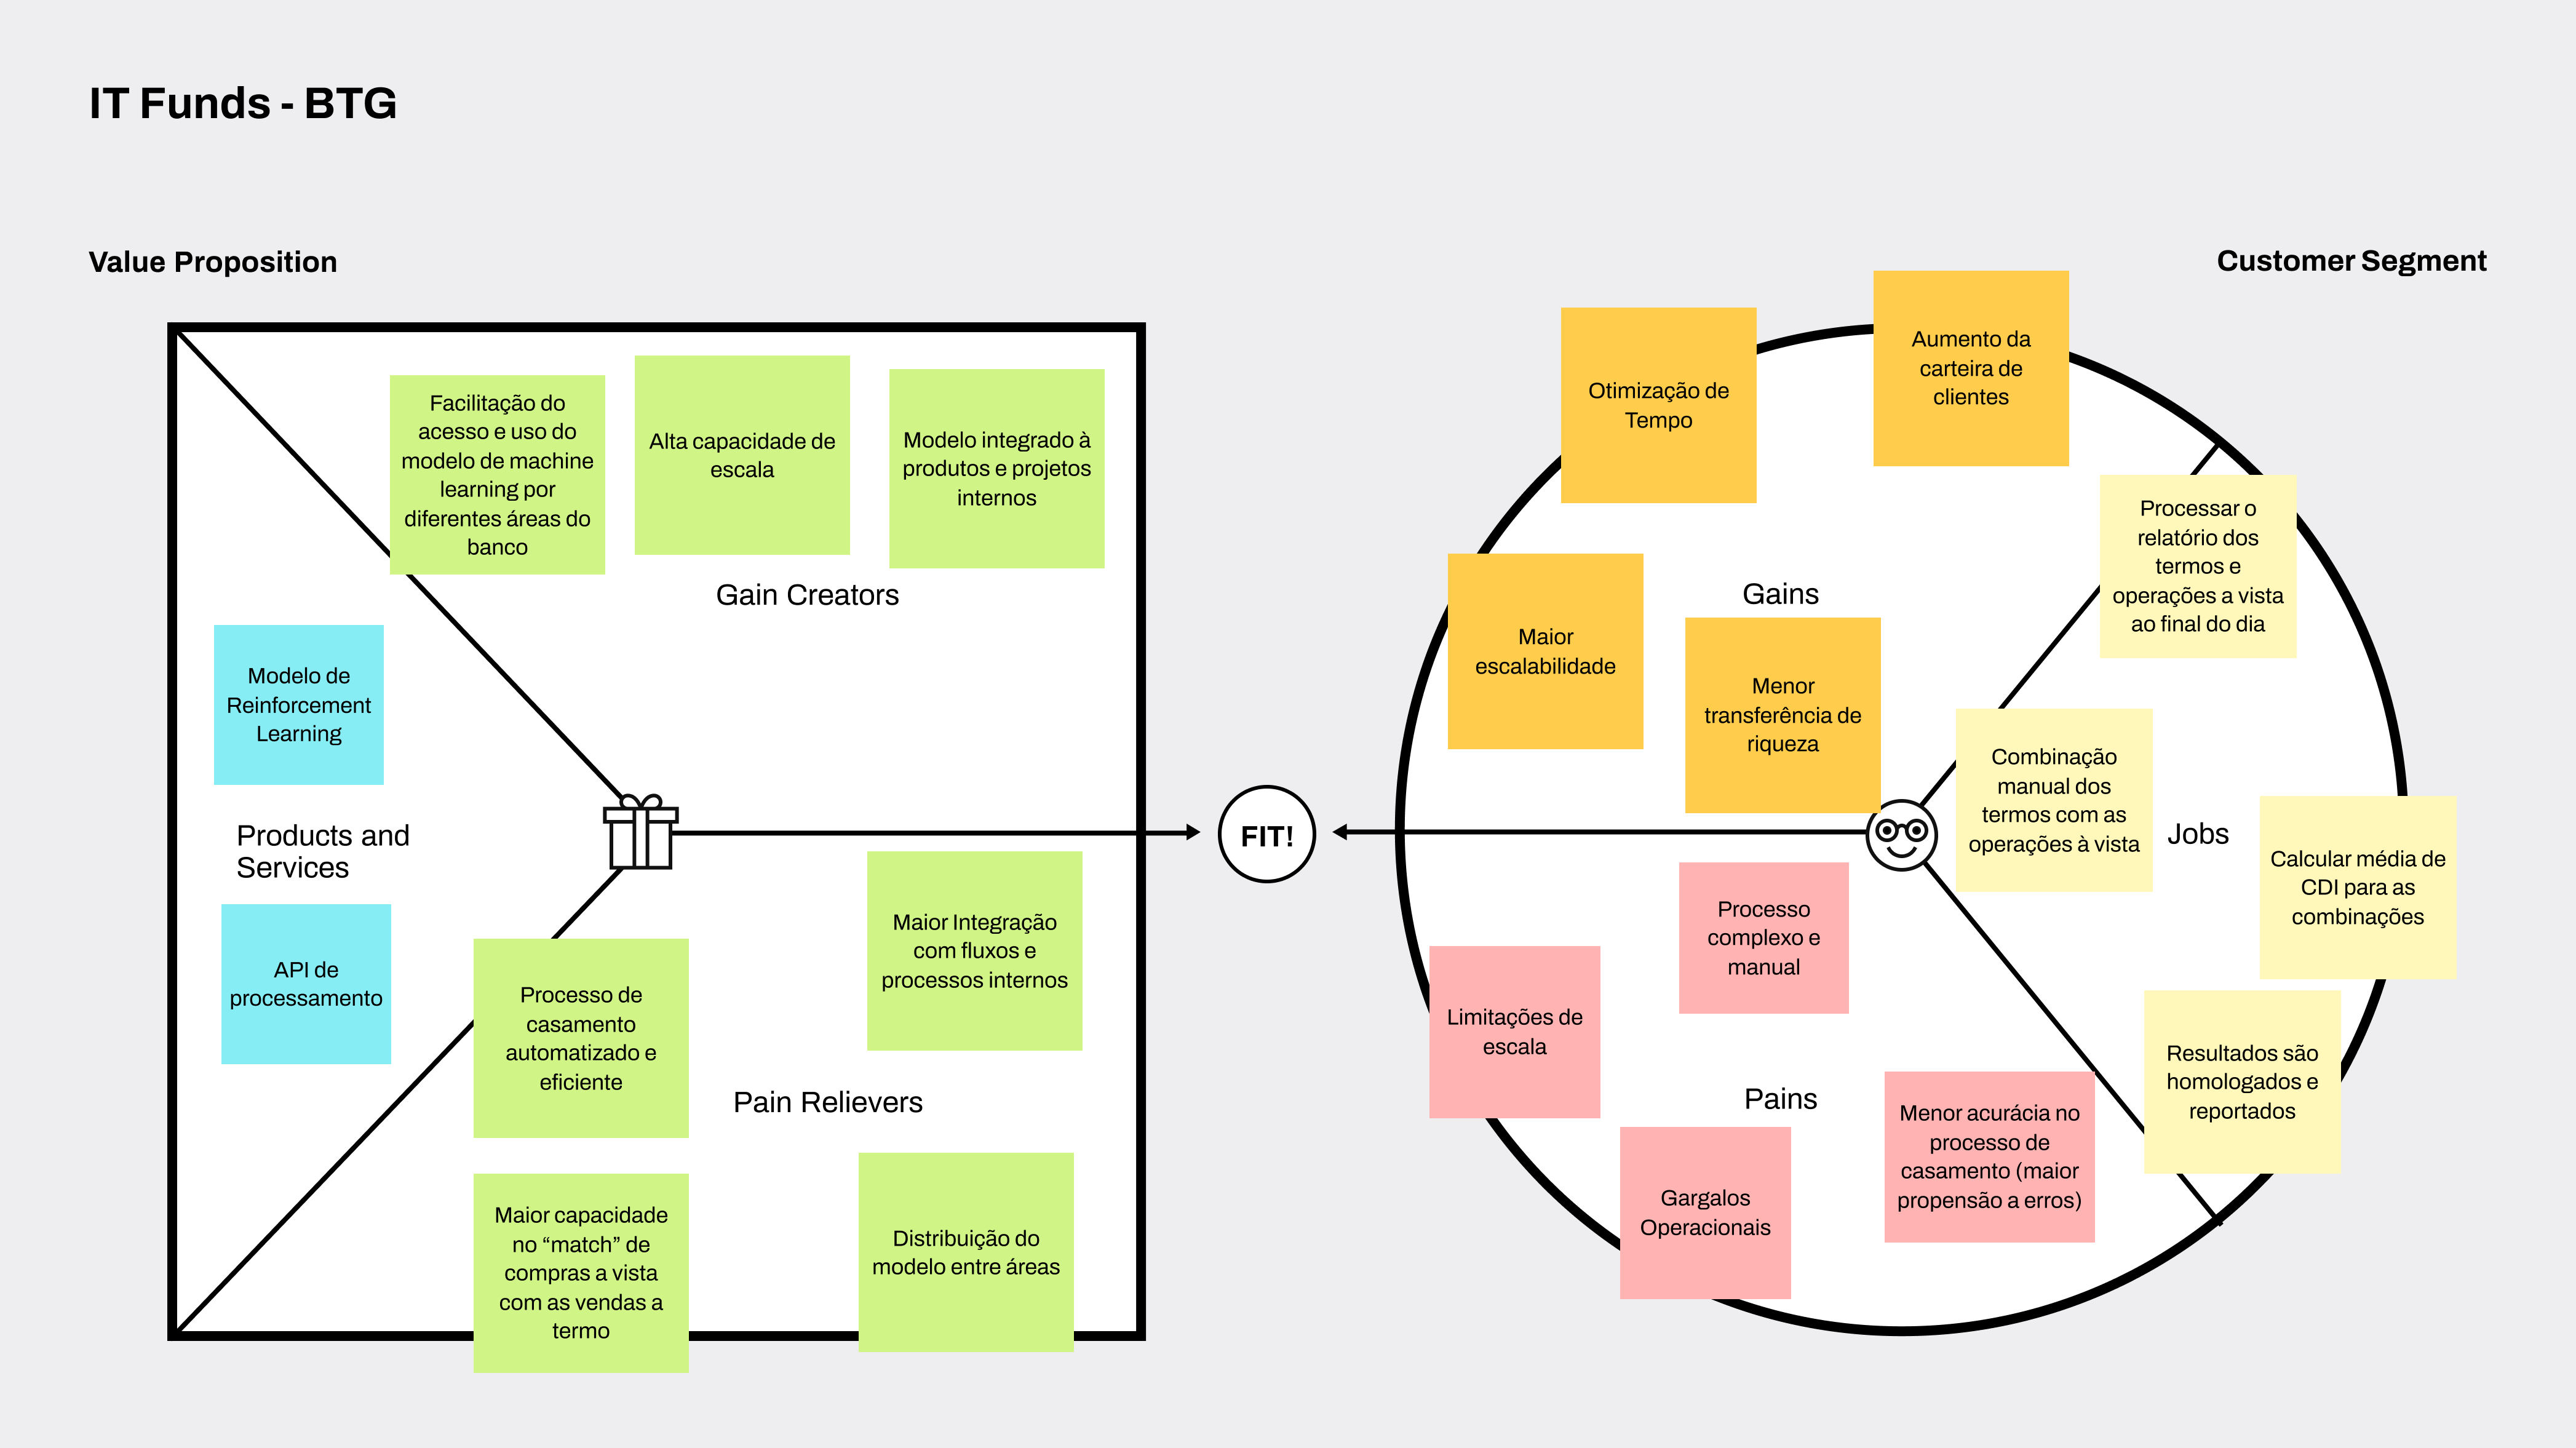 IT Funds - BTG
Value Proposition
Customer Segment
Facilitação do
acesso e uso do
modelo de machine
learning por
diferentes áreas do
banco
Alta capacidade de
escala
Modelo integrado à
produtos e projetos
internos
Gain Creators
Modelo de
Reinforcement
Learning
Products and
Services
API de
processamento
Processo de
casamento
automatizado e
eficiente
Maior Integração
com fluxos e
processos internos
Pain Relievers
Maior capacidade
no “match” de
compras a vista
com as vendas a
termo
Distribuição do
modelo entre áreas
FIT!
Otimização de
Tempo
Aumento da
carteira de
clientes
Maior
escalabilidade
Gains
Menor
transferência de
riqueza
Processar o
relatório dos
termos e
operações a vista
ao final do dia
Combinação
manual dos
termos com as
operações à vista
Jobs
Calcular média de
CDI para as
combinações
Resultados são
homologados e
reportados
Processo
complexo e
manual
Limitações de
escala
Pains
Gargalos
Operacionais
Menor acurácia no
processo de
casamento (maior
propensão a erros)